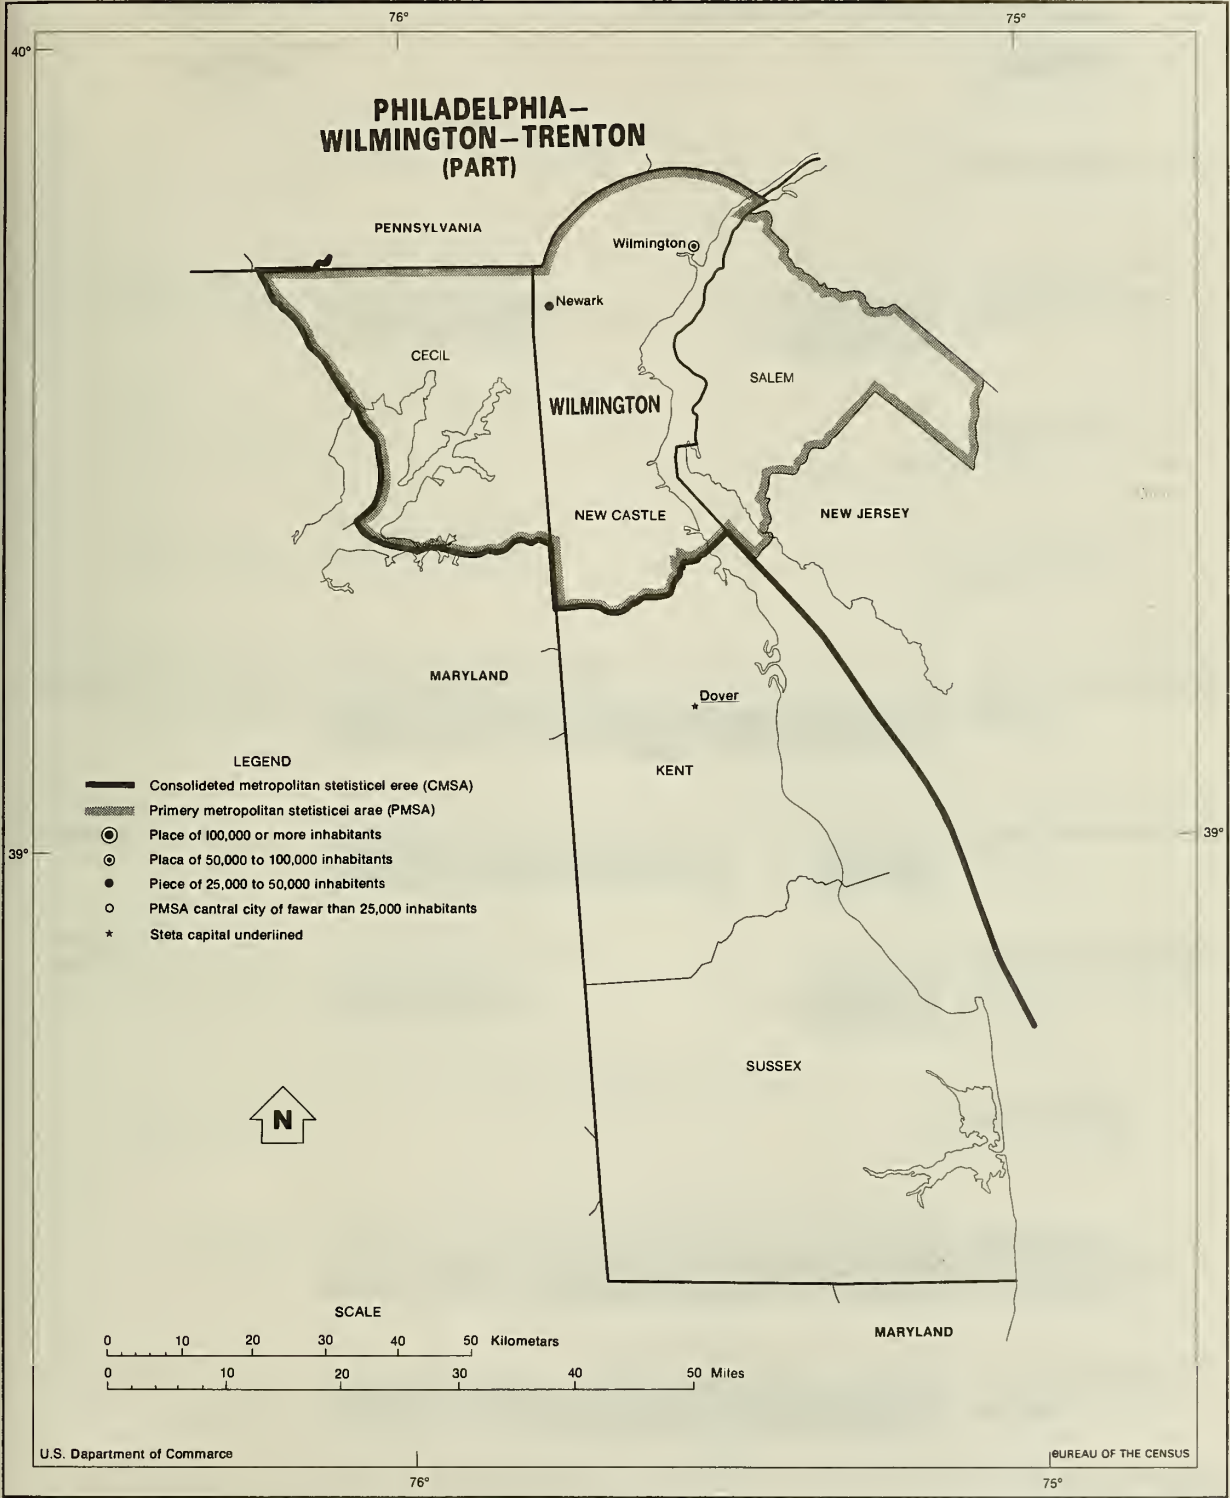 76° 75°
40°
PHILADELPHIA–
WILMINGTON–TRENTON
(PART)
PENNSYLVANIA
Wilmington
Newark
CECIL
SALEM
WILMINGTON
NEW CASTLE
NEW JERSEY
MARYLAND
Dover
KENT
LEGEND
Consolideted metropolitan stetisticel eree (CMSA)
Primery metropolitan stetisticei arae (PMSA)
Place of 100,000 or more inhabitants
Placa of 50,000 to 100,000 inhabitants
Piece of 25,000 to 50,000 inhabitents
PMSA cantral city of fawar than 25,000 inhabitants
Steta capital underlined
39° 39°
SUSSEX
N
SCALE
0 10 20 30 40 50 Kilometars
0 10 20 30 40 50 Miles
MARYLAND
U.S. Dapartment of Commarce
BUREAU OF THE CENSUS
76° 75°